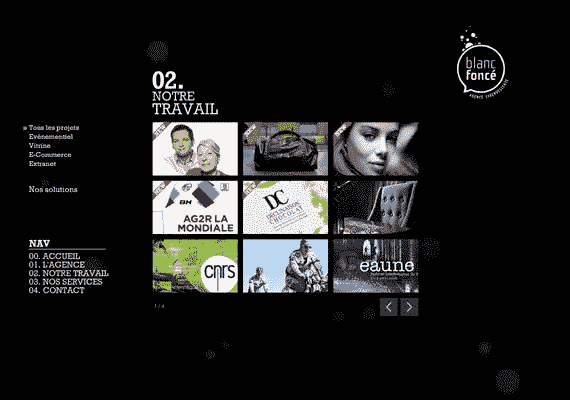 blanc
foncé
02.
NOTRE
TRAVAIL
» Tous les projets
Evénementiel
Vitrine
E-Commerce
Extranet
Nos solutions
AG2R LA
MONDIALE
DC
cnrs
eaune
NAV
00. ACCUEIL
01. L'AGENCE
02. NOTRE TRAVAIL
03. NOS SERVICES
04. CONTACT
1 / 4